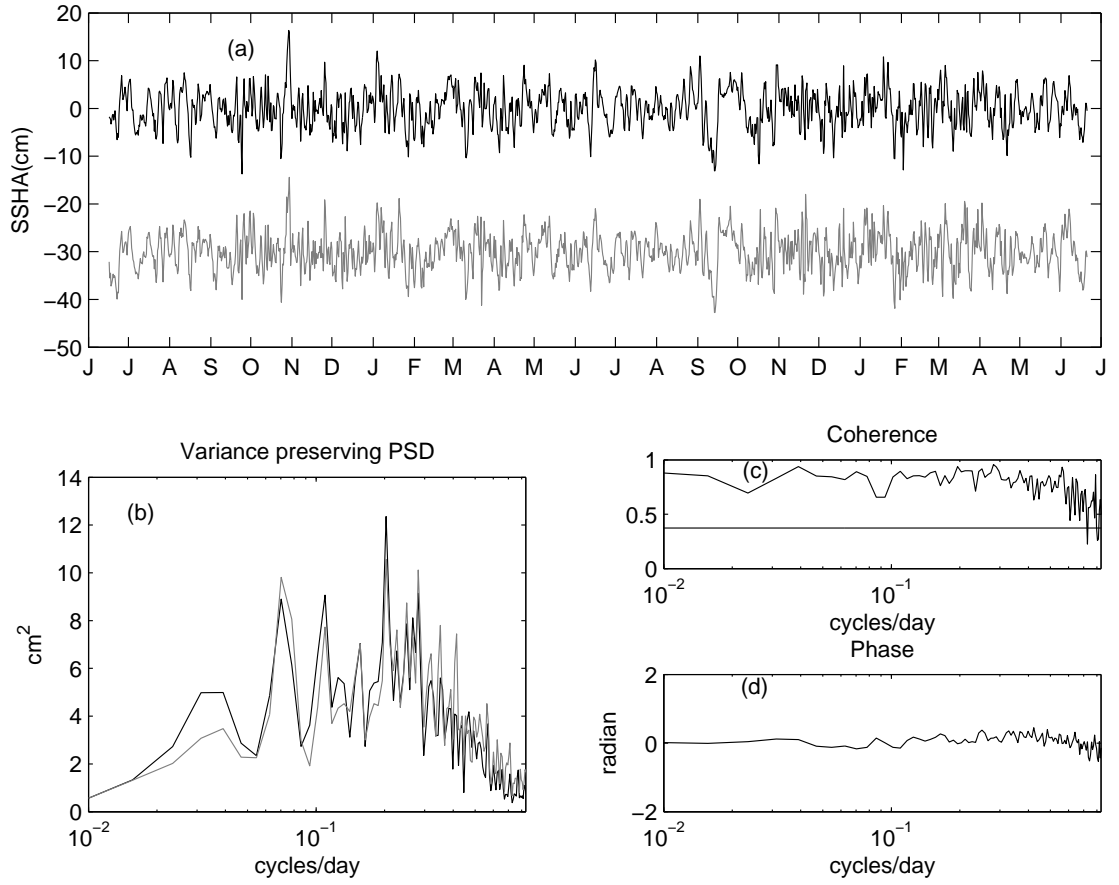 20
10
0
−10
−20
−30
−40
−50
SSHA(cm)
(a)
J J A S O N D J F M A M J J A S O N D J F M A M J J
Variance preserving PSD
14
12
10
8
6
4
2
0
cm2
(b)
10−2 10−1
cycles/day
Coherence
1
0.5
0
(c)
10−2 10−1
cycles/day
Phase
2
0
−2
radian
(d)
10−2 10−1
cycles/day